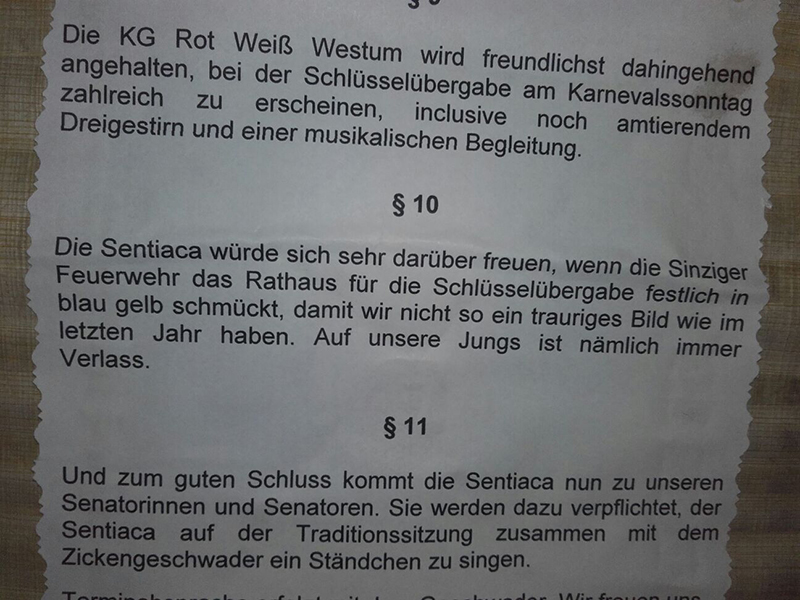 Die KG Rot Weiß Westum wird freundlichst dahingehend
angehalten, bei der Schlüsselübergabe am Karnevalssonntag
zahlreich zu erscheinen, inclusive noch amtierendem
Dreigestirn und einer musikalischen Begleitung.
§ 10
Die Sentiaca würde sich sehr darüber freuen, wenn die Sinziger
Feuerwehr das Rathaus für die Schlüsselübergabe festlich in
blau gelb schmückt, damit wir nicht so ein trauriges Bild wie im
letzten Jahr haben. Auf unsere Jungs ist nämlich immer
Verlass.
§ 11
Und zum guten Schluss kommt die Sentiaca nun zu unseren
Senatorinnen und Senatoren. Sie werden dazu verpflichtet, der
Sentiaca auf der Traditionssitzung zusammen mit dem
Zickengeschwader ein Ständchen zu singen.